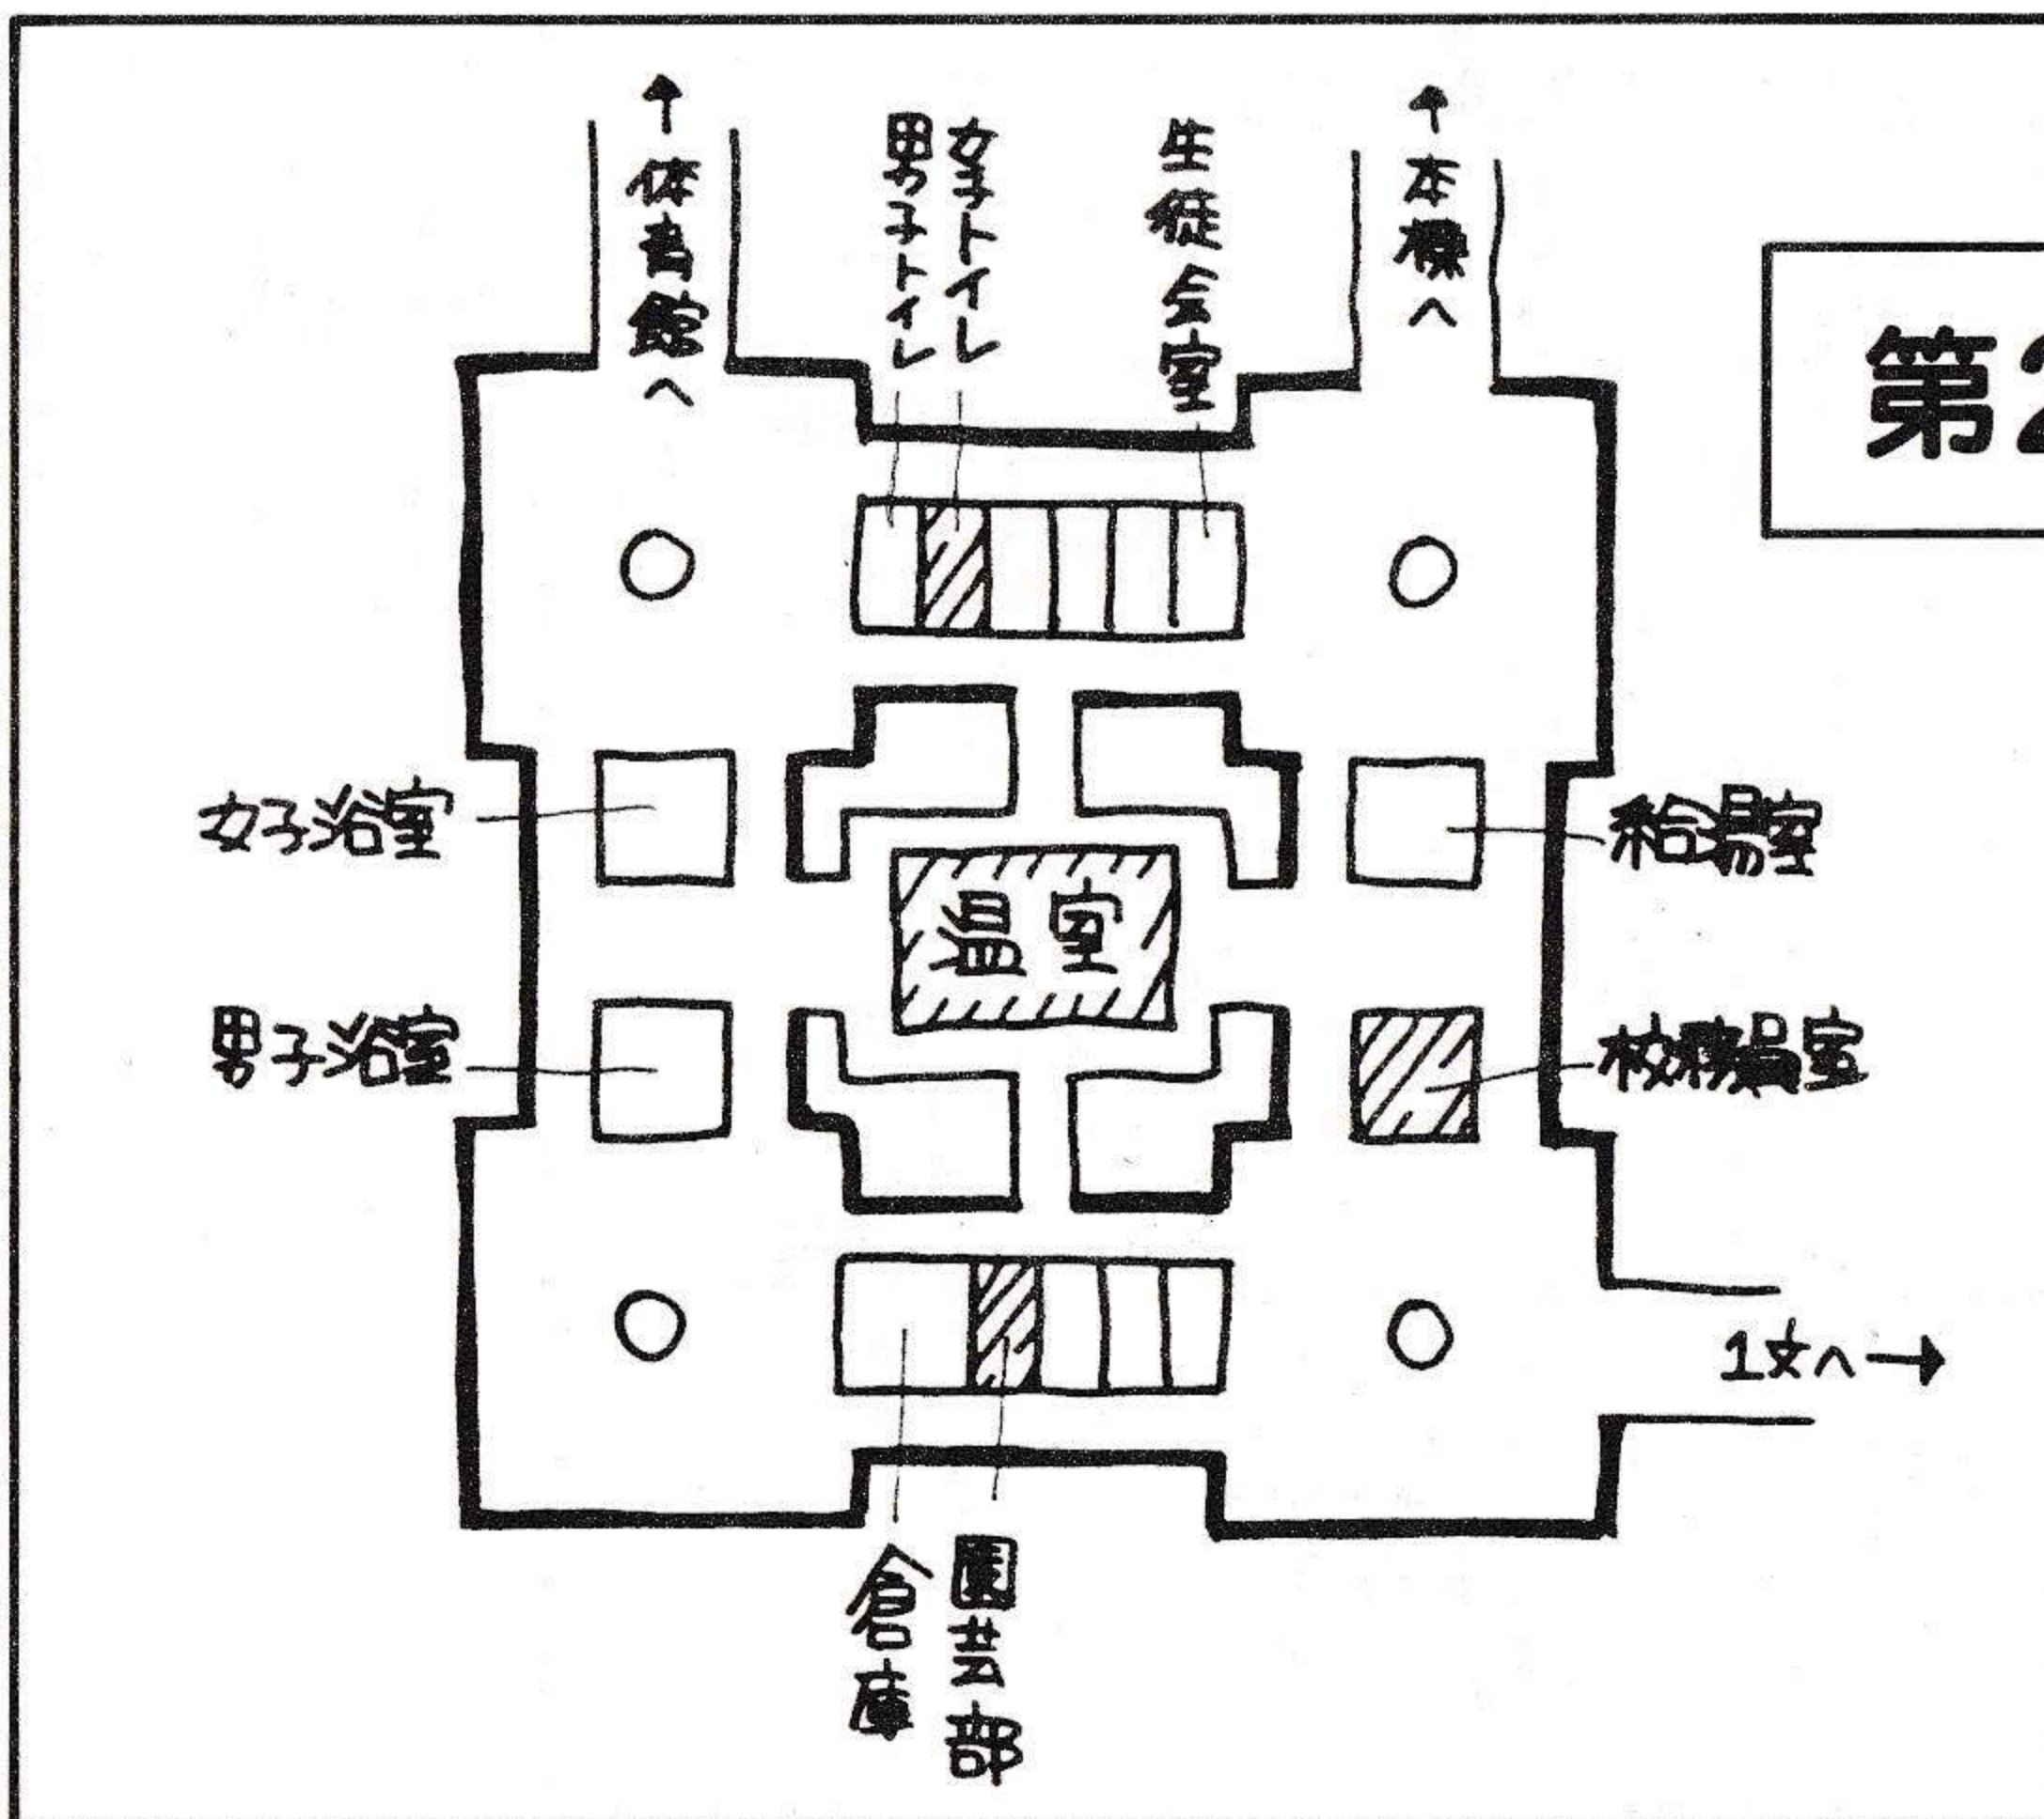 ↑体育館へ
男子トイレ
女子トイレ
生徒会室
↑本棟へ
第2
女子浴室
給湯室
温室
男子浴室
校務員室
1文へ→
倉庫
園芸部